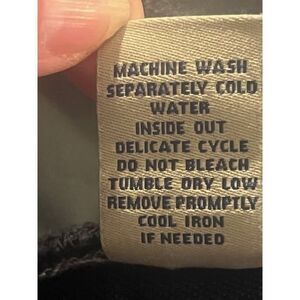 MACHINE WASH
SEPARATELY COLD
WATER
INSIDE OUT
DELICATE CYCLE
DO NOT BLEACH
TUMBLE DRY LOW
REMOVE PROMPTLY
COOL IRON
IF NEEDED